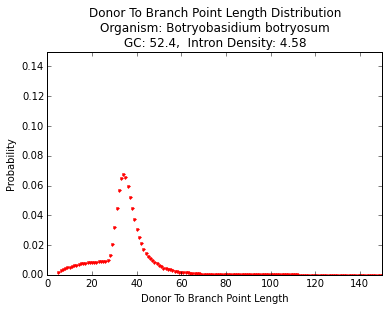 Donor To Branch Point Length Distribution
Organism: Botryobasidium botryosum
GC: 52.4,  Intron Density: 4.58
0.14
0.12
0.10
0.08
0.06
0.04
0.02
0.00
Probability
0 20 40 60 80 100 120 140
Donor To Branch Point Length